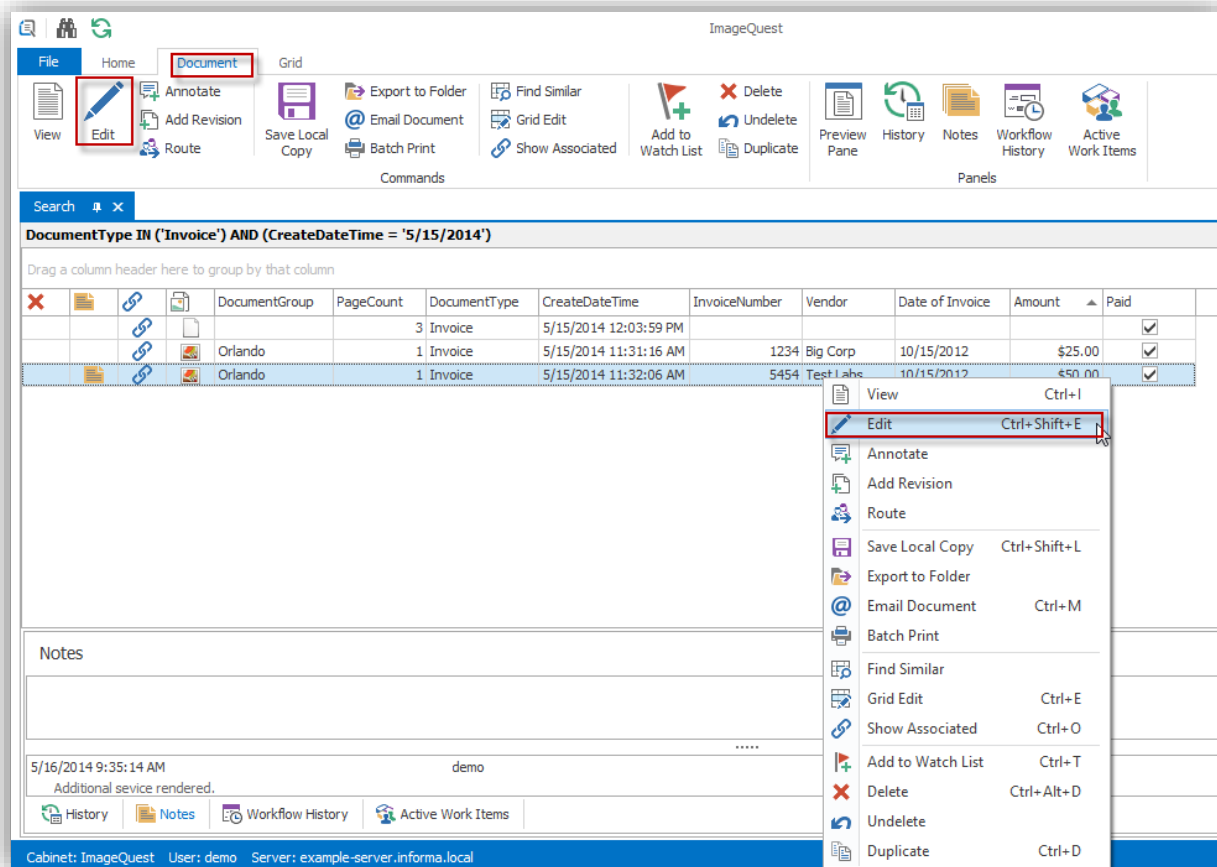 ImageQuest
File Home Document Grid
View
Edit
Annotate
Add Revision
Route
Save Local
Copy
Export to Folder
Email Document
Batch Print
Find Similar
Grid Edit
Show Associated
Add to
Watch List
Delete
Undelete
Duplicate
Preview
Pane
History
Notes
Workflow
History
Active
Work Items
Commands
Panels
Search
DocumentType IN ('Invoice') AND (CreateDateTime = '5/15/2014')
Drag a column header here to group by that column
DocumentGroup PageCount DocumentType CreateDateTime InvoiceNumber Vendor Date of Invoice Amount Paid
3 Invoice 5/15/2014 12:03:59 PM
Orlando 1 Invoice 5/15/2014 11:31:16 AM 1234 Big Corp 10/15/2012 $25.00
Orlando 1 Invoice 5/15/2014 11:32:06 AM 5454 Test Labs 10/15/2012 $50.00
View Ctrl+I
Edit Ctrl+Shift+E
Annotate
Add Revision
Route
Save Local Copy Ctrl+Shift+L
Export to Folder
Email Document Ctrl+M
Batch Print
Find Similar
Grid Edit Ctrl+E
Show Associated Ctrl+O
Add to Watch List Ctrl+T
Delete Ctrl+Alt+D
Undelete
Duplicate Ctrl+D
Notes
5/16/2014 9:35:14 AM demo
Additional sevice rendered.
History Notes Workflow History Active Work Items
Cabinet: ImageQuest User: demo Server: example-server.informa.local